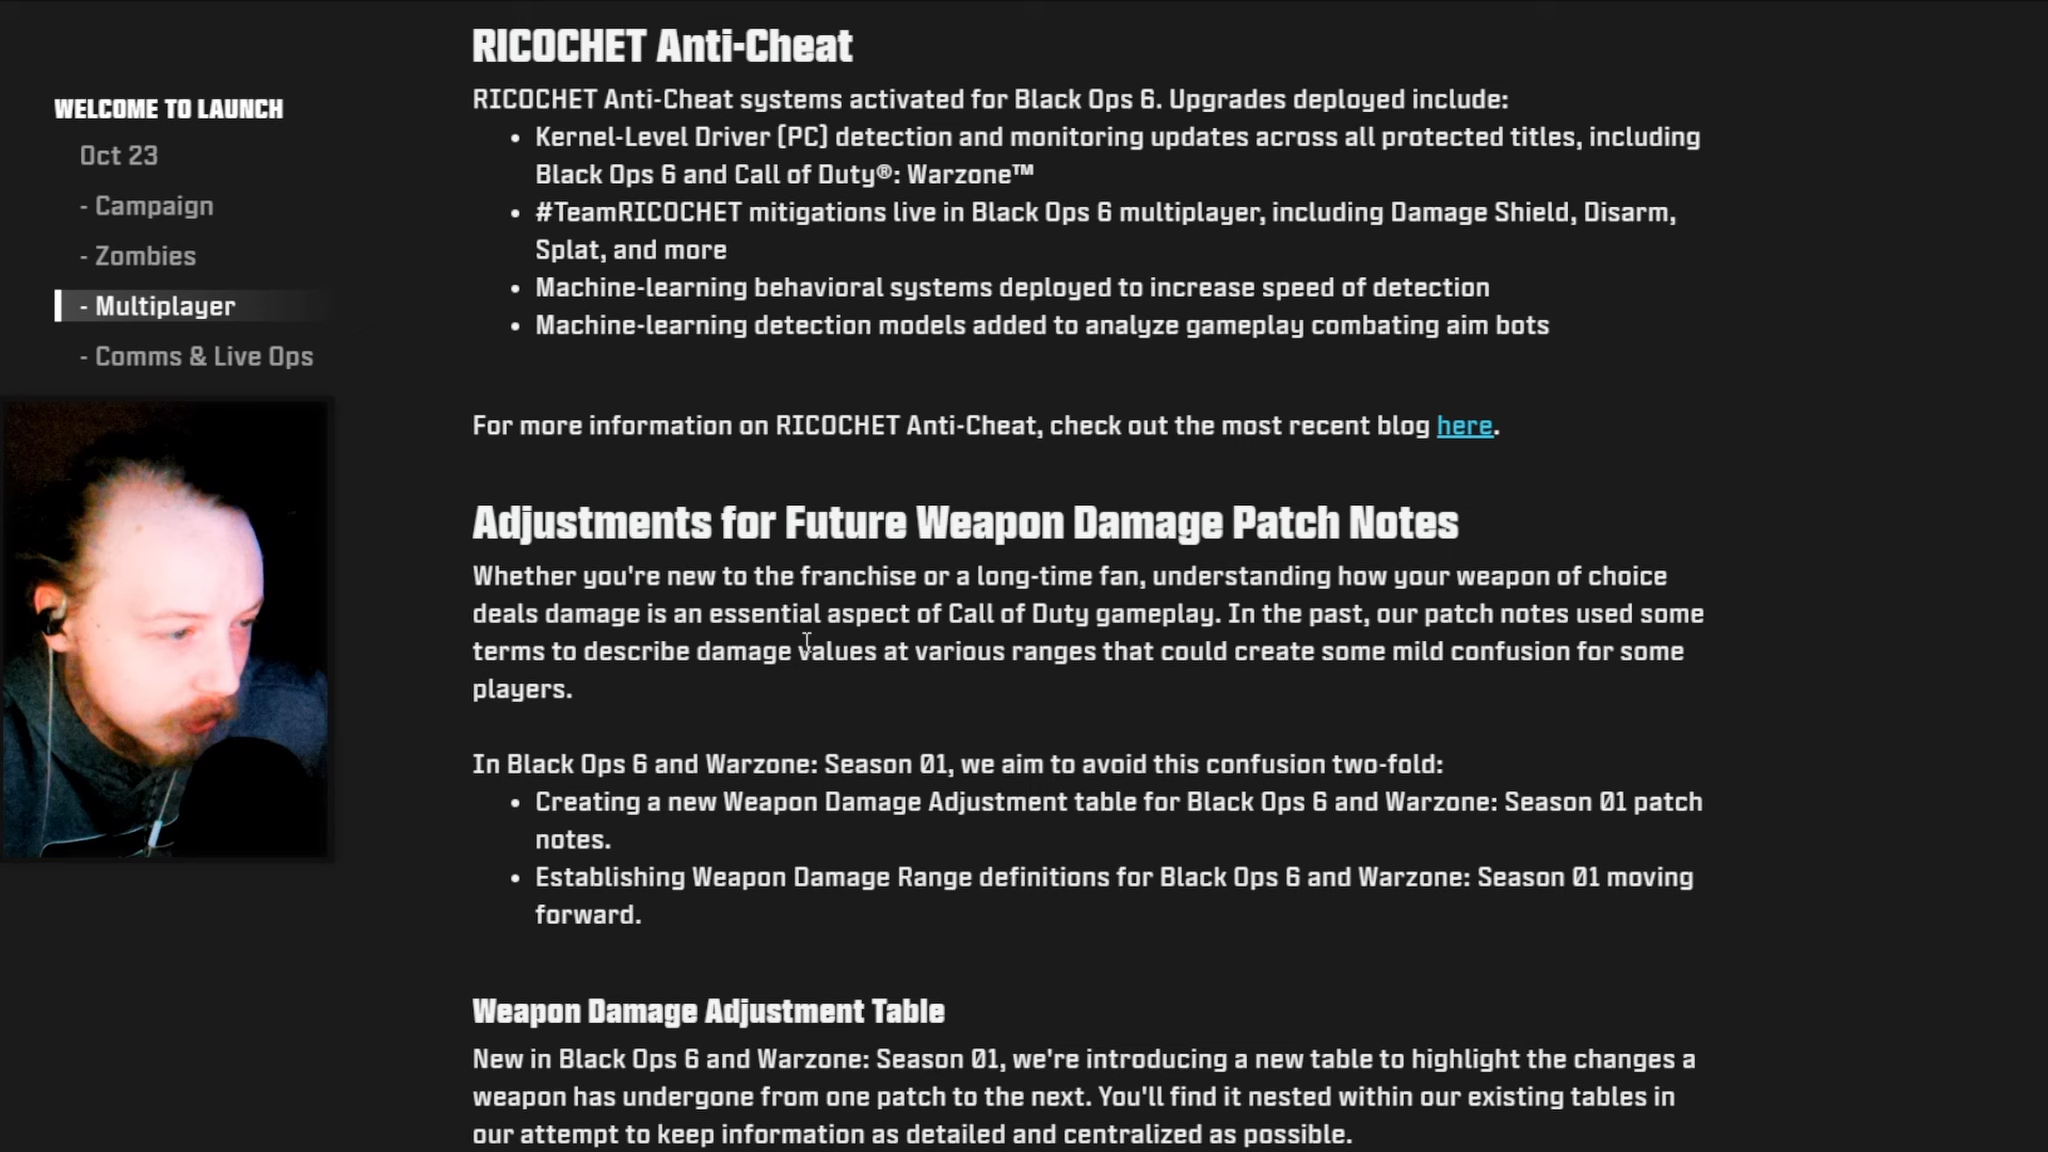 RICOCHET Anti-Cheat
RICOCHET Anti-Cheat systems activated for Black Ops 6. Upgrades deployed include:
• Kernel-Level Driver (PC) detection and monitoring updates across all protected titles, including
Black Ops 6 and Call of Duty®: Warzone™
• #TeamRICOCHET mitigations live in Black Ops 6 multiplayer, including Damage Shield, Disarm,
Splat, and more
• Machine-learning behavioral systems deployed to increase speed of detection
• Machine-learning detection models added to analyze gameplay combating aim bots
For more information on RICOCHET Anti-Cheat, check out the most recent blog here.
WELCOME TO LAUNCH
Oct 23
- Campaign
- Zombies
- Multiplayer
- Comms & Live Ops
Adjustments for Future Weapon Damage Patch Notes
Whether you're new to the franchise or a long-time fan, understanding how your weapon of choice
deals damage is an essential aspect of Call of Duty gameplay. In the past, our patch notes used some
terms to describe damage values at various ranges that could create some mild confusion for some
players.
In Black Ops 6 and Warzone: Season 01, we aim to avoid this confusion two-fold:
• Creating a new Weapon Damage Adjustment table for Black Ops 6 and Warzone: Season 01 patch
notes.
• Establishing Weapon Damage Range definitions for Black Ops 6 and Warzone: Season 01 moving
forward.
Weapon Damage Adjustment Table
New in Black Ops 6 and Warzone: Season 01, we're introducing a new table to highlight the changes a
weapon has undergone from one patch to the next. You'll find it nested within our existing tables in
our attempt to keep information as detailed and centralized as possible.